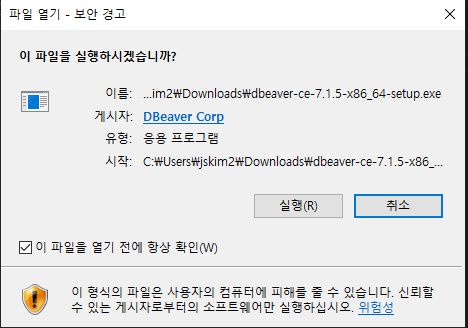 파일 열기 - 보안 경고
이 파일을 실행하시겠습니까?
이름: ...im2₩Downloads₩dbeaver-ce-7.1.5-x86_64-setup.exe
게시자: DBeaver Corp
유형: 응용 프로그램
시작: C:₩Users₩jskim2₩Downloads₩dbeaver-ce-7.1.5-x86_...
실행(R) 취소
이 파일을 열기 전에 항상 확인(W)
이 형식의 파일은 사용자의 컴퓨터에 피해를 줄 수 있습니다. 신뢰할
수 있는 게시자로부터의 소프트웨어만 실행하십시오. 위험성